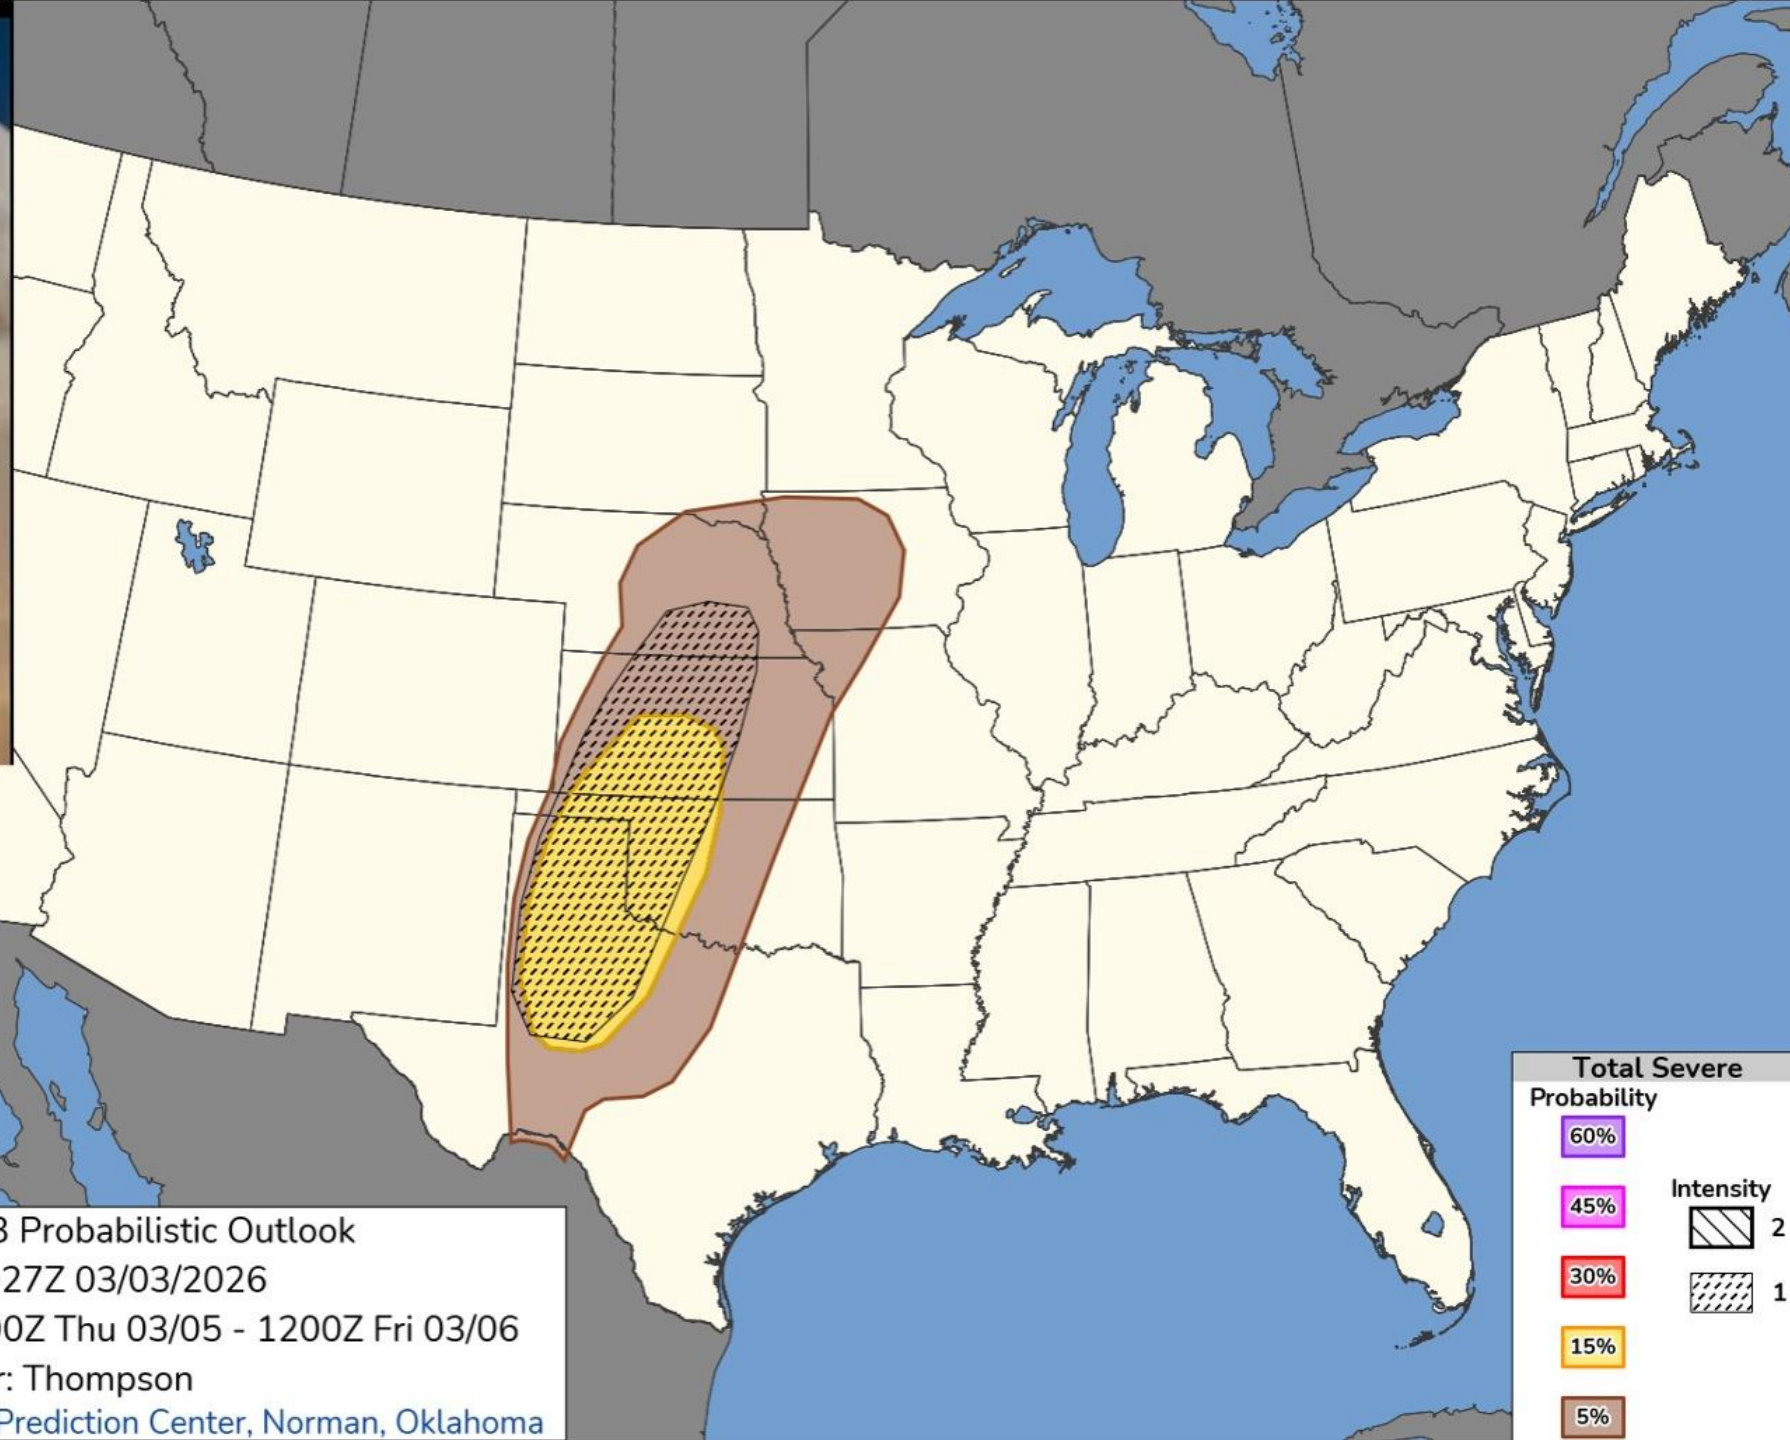 3 Probabilistic Outlook
27Z 03/03/2026
0Z Thu 03/05 - 1200Z Fri 03/06
r: Thompson
Prediction Center, Norman, Oklahoma
Total Severe
Probability
60%
45%
30%
15%
5%
Intensity
2
1